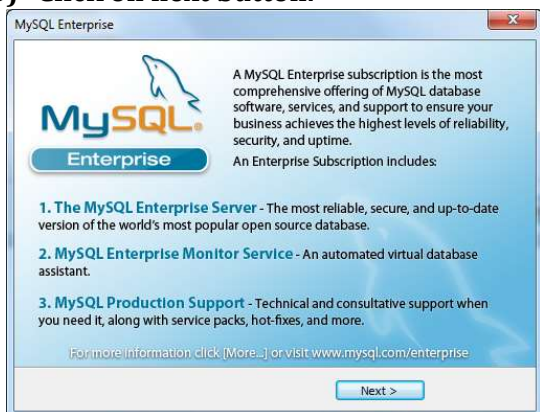 Click on next button.
MySQL Enterprise
MySQL.
Enterprise
A MySQL Enterprise subscription is the most
comprehensive offering of MySQL database
software, services, and support to ensure your
business achieves the highest levels of reliability,
security, and uptime.
An Enterprise Subscription includes:
1. The MySQL Enterprise Server - The most reliable, secure, and up-to-date
version of the world's most popular open source database.
2. MySQL Enterprise Monitor Service - An automated virtual database
assistant.
3. MySQL Production Support - Technical and consultative support when
you need it, along with service packs, hot-fixes, and more.
For more information click [More...] or visit www.mysql.com/enterprise
Next >